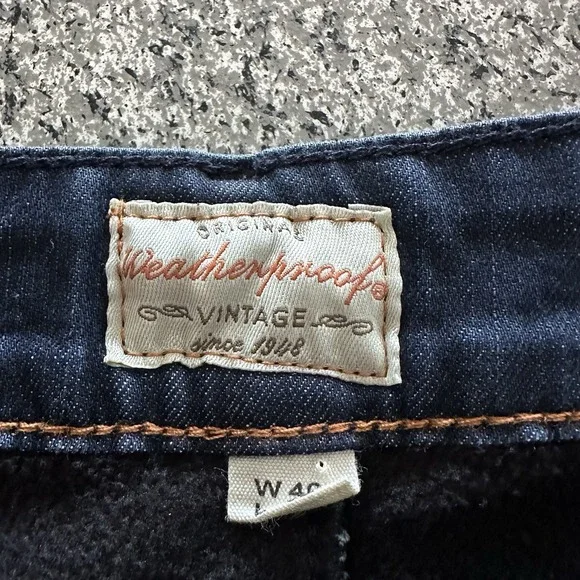 ORIGINAL
Weatherproof®
VINTAGE
since 1948
W 40